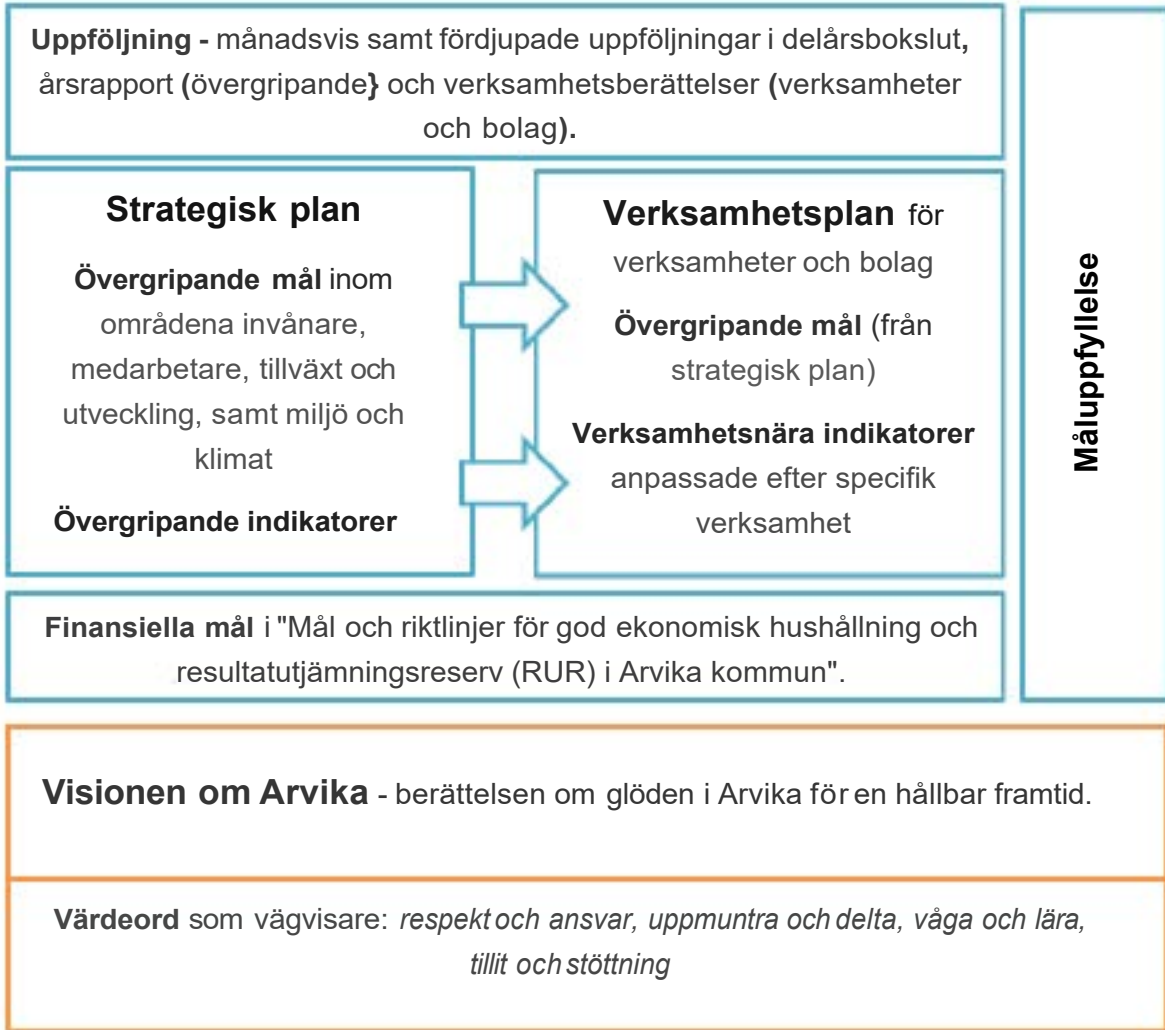 Uppföljning - månadsvis samt fördjupade uppföljningar i delårsbokslut,
årsrapport (övergripande} och verksamhetsberättelser (verksamheter
och bolag).
Strategisk plan
Övergripande mål inom
områdena invånare,
medarbetare, tillväxt och
utveckling, samt miljö och
klimat
Övergripande indikatorer
Verksamhetsplan för
verksamheter och bolag
Övergripande mål (från
strategisk plan)
Verksamhetsnära indikatorer
anpassade efter specifik
verksamhet
Måluppfyllelse
Finansiella mål i "Mål och riktlinjer för god ekonomisk hushållning och
resultatutjämningsreserv (RUR) i Arvika kommun".
Visionen om Arvika - berättelsen om glöden i Arvika för en hållbar framtid.
Värdeord som vägvisare: respekt och ansvar, uppmuntra och delta, våga och lära,
tillit och stöttning